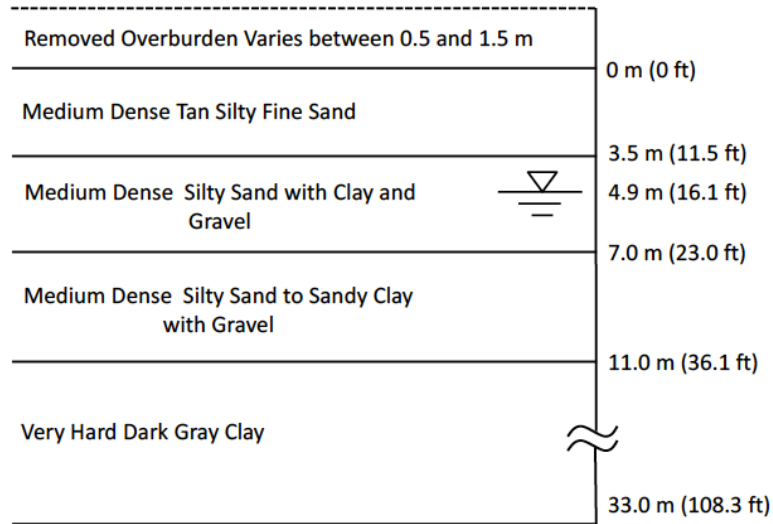 Removed Overburden Varies between 0.5 and 1.5 m
0 m (0 ft)
Medium Dense Tan Silty Fine Sand
3.5 m (11.5 ft)
Medium Dense  Silty Sand with Clay and
Gravel
4.9 m (16.1 ft)
7.0 m (23.0 ft)
Medium Dense  Silty Sand to Sandy Clay
with Gravel
11.0 m (36.1 ft)
Very Hard Dark Gray Clay
33.0 m (108.3 ft)